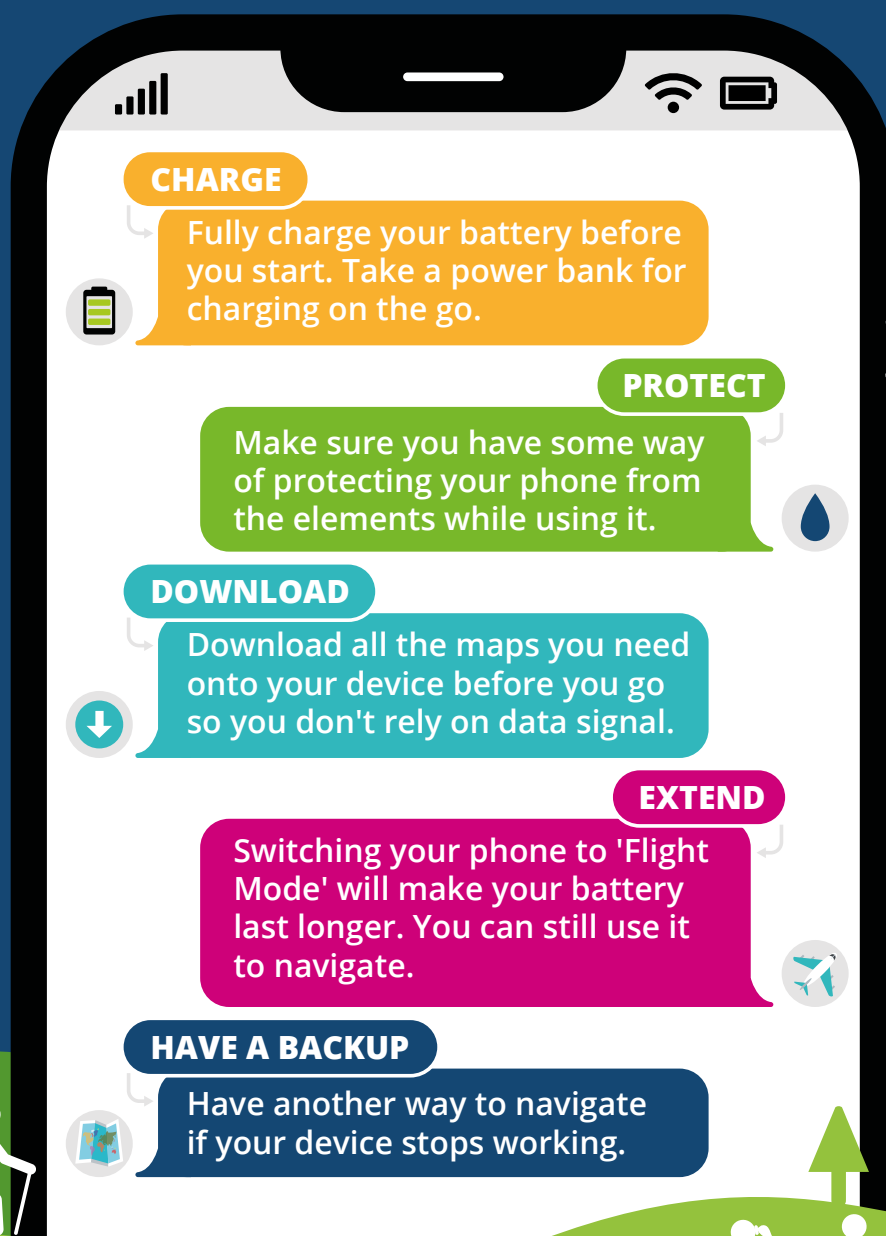 CHARGE
Fully charge your battery before
you start. Take a power bank for
charging on the go.
PROTECT
Make sure you have some way
of protecting your phone from
the elements while using it.
DOWNLOAD
Download all the maps you need
onto your device before you go
so you don't rely on data signal.
EXTEND
Switching your phone to 'Flight
Mode' will make your battery
last longer. You can still use it
to navigate.
HAVE A BACKUP
Have another way to navigate
if your device stops working.